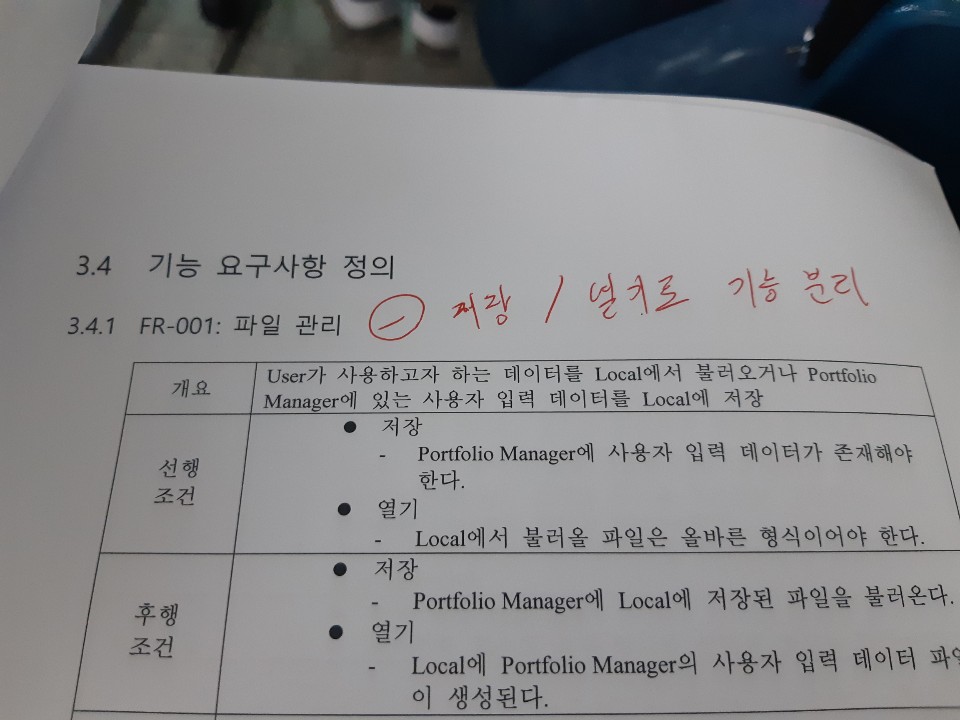 3.4 기능 요구사항 정의
3.4.1 FR-001: 파일 관리 저장 / 열기로 기능 분리
개요
User가 사용하고자 하는 데이터를 Local에서 불러오거나 Portfolio
Manager에 있는 사용자 입력 데이터를 Local에 저장
선행
조건
● 저장
- Portfolio Manager에 사용자 입력 데이터가 존재해야
한다.
● 열기
- Local에서 불러올 파일은 올바른 형식이어야 한다.
후행
조건
● 저장
- Portfolio Manager에 Local에 저장된 파일을 불러온다.
● 열기
- Local에 Portfolio Manager의 사용자 입력 데이터
이 생성된다.